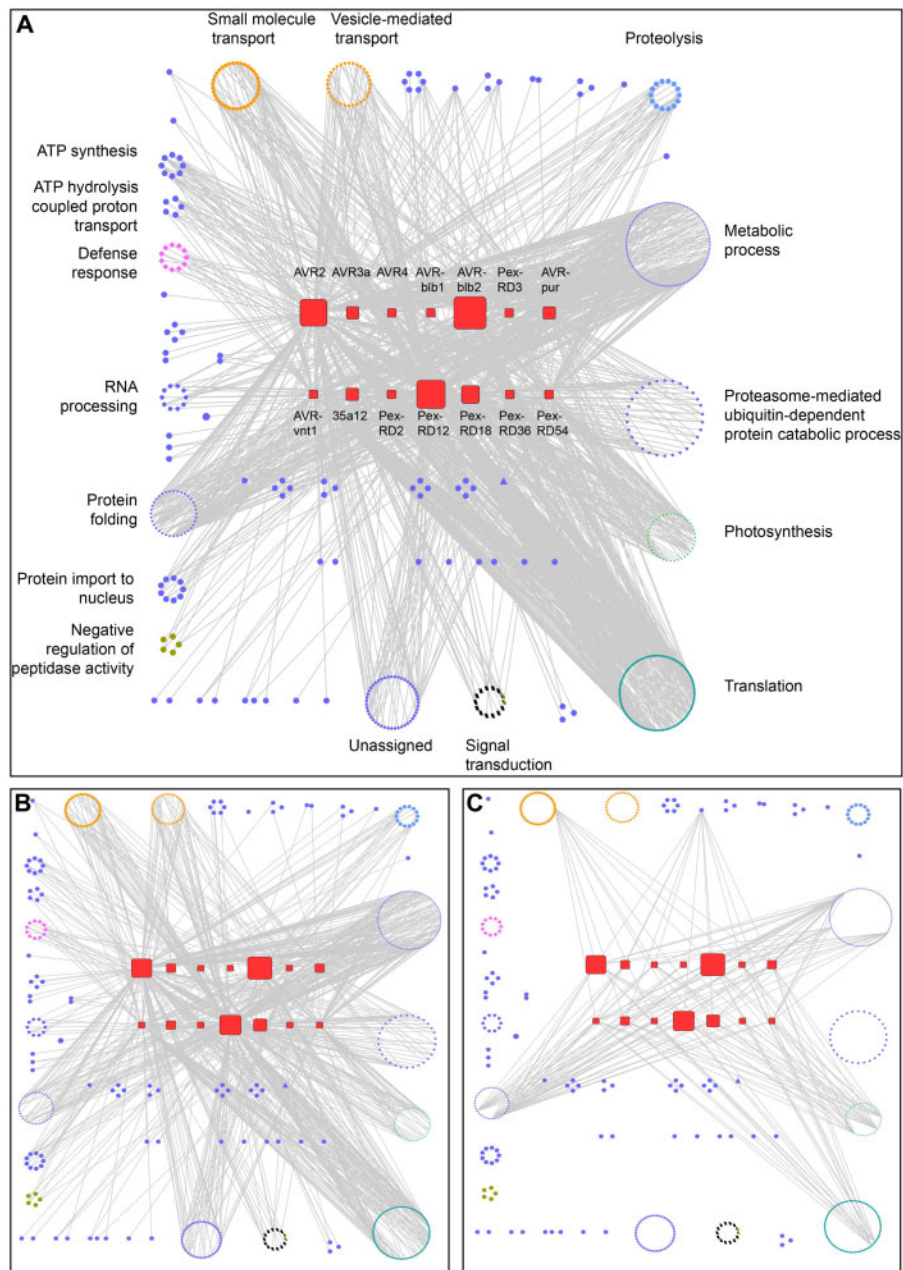 A
Small molecule
transport
Vesicle-mediated
transport
Proteolysis
ATP synthesis
ATP hydrolysis
coupled proton
transport
Defense
response
Metabolic
process
AVR2 AVR3a AVR4 AVR- AVR- Pex- AVR-
blb1 blb2 RD3 pur
RNA
processing
Proteasome-mediated
ubiquitin-dependent
protein catabolic process
AVR- 35a12 Pex- Pex- Pex- Pex- Pex-
vnt1 RD2 RD12 RD18 RD36 RD54
Protein
folding
Photosynthesis
Protein import to
nucleus
Negative
regulation of
peptidase activity
Translation
Unassigned
Signal
transduction
B
C